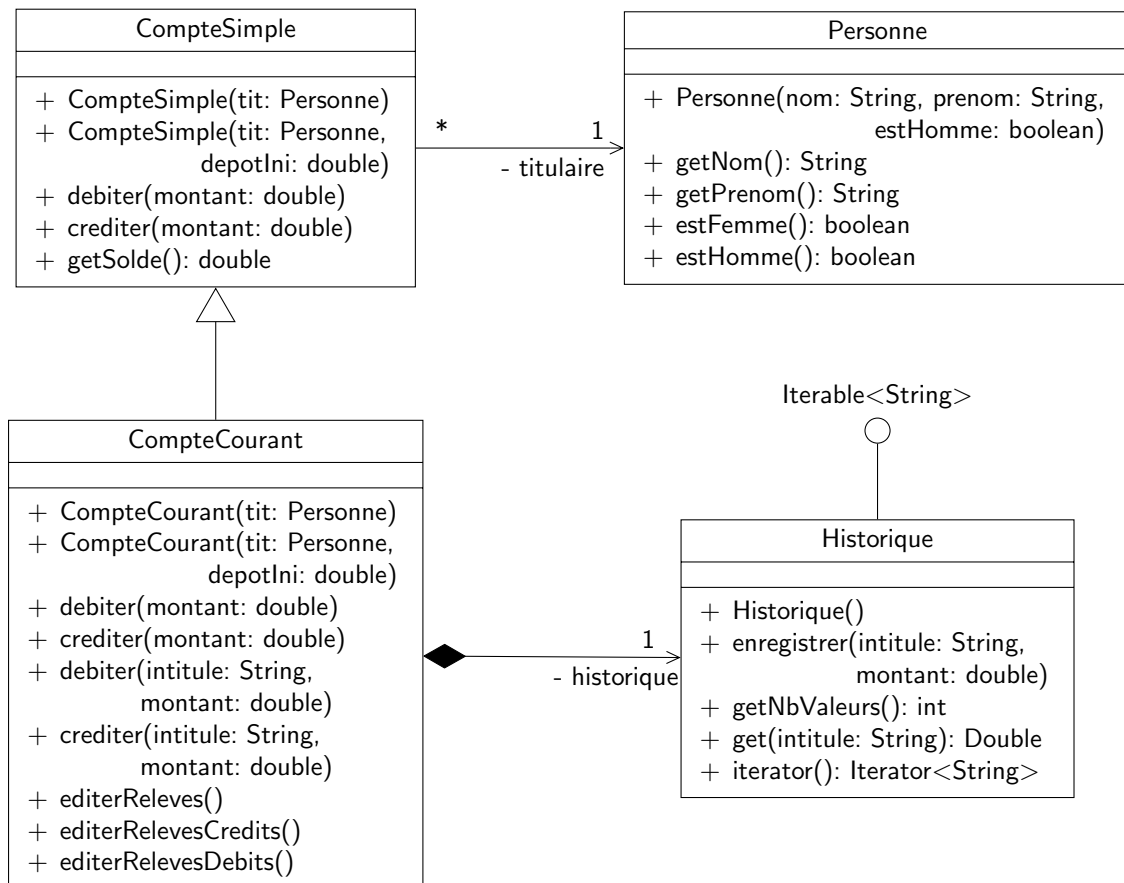 CompteSimple
+ CompteSimple(tit: Personne)
+ CompteSimple(tit: Personne,
depotIni: double)
+ debiter(montant: double)
+ crediter(montant: double)
+ getSolde(): double
*
1
- titulaire
Personne
+ Personne(nom: String, prenom: String,
estHomme: boolean)
+ getNom(): String
+ getPrenom(): String
+ estFemme(): boolean
+ estHomme(): boolean
CompteCourant
+ CompteCourant(tit: Personne)
+ CompteCourant(tit: Personne,
depotIni: double)
+ debiter(montant: double)
+ crediter(montant: double)
+ debiter(intitule: String,
montant: double)
+ crediter(intitule: String,
montant: double)
+ editerReleves()
+ editerRelevesCredits()
+ editerRelevesDebits()
1
- historique
Iterable<String>
Historique
+ Historique()
+ enregistrer(intitule: String,
montant: double)
+ getNbValeurs(): int
+ get(intitule: String): Double
+ iterator(): Iterator<String>